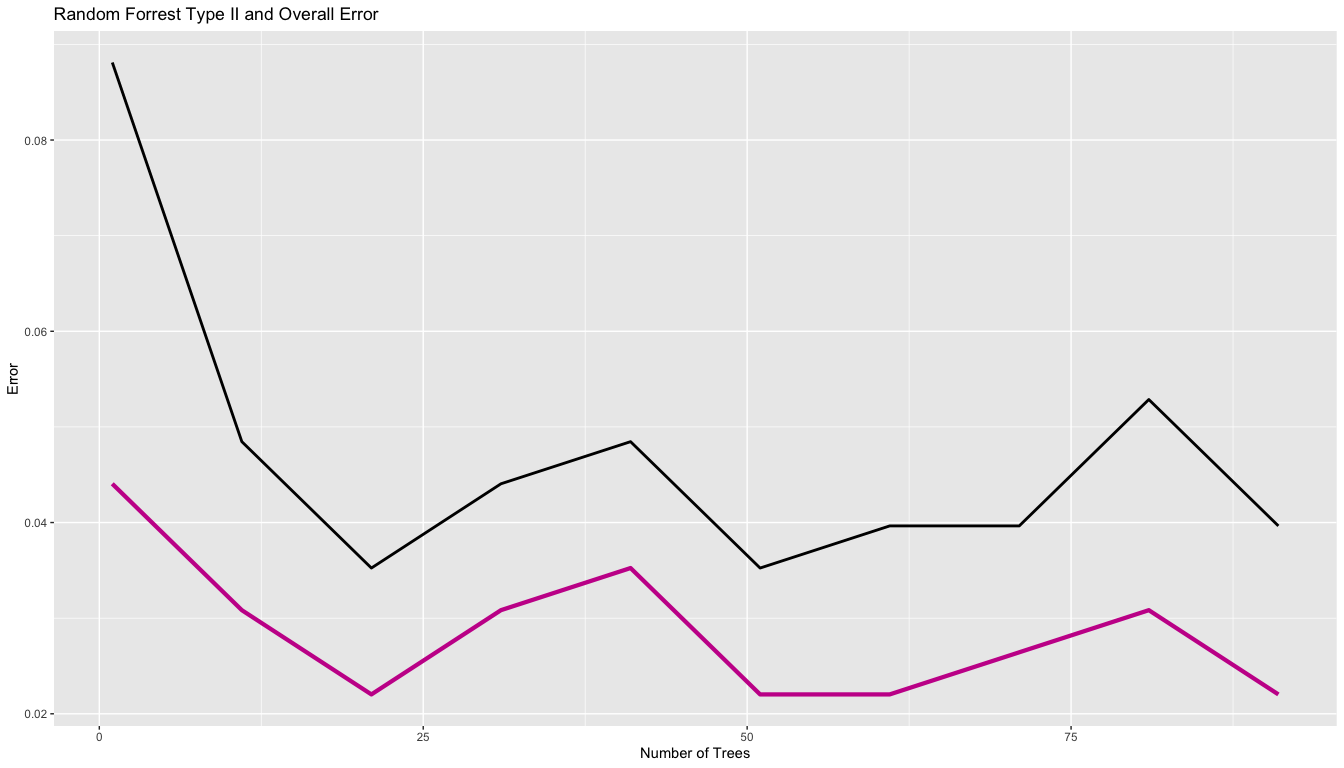 Random Forrest Type II and Overall Error
0.08
0.06
0.04
0.02
Error
0 25 50 75
Number of Trees